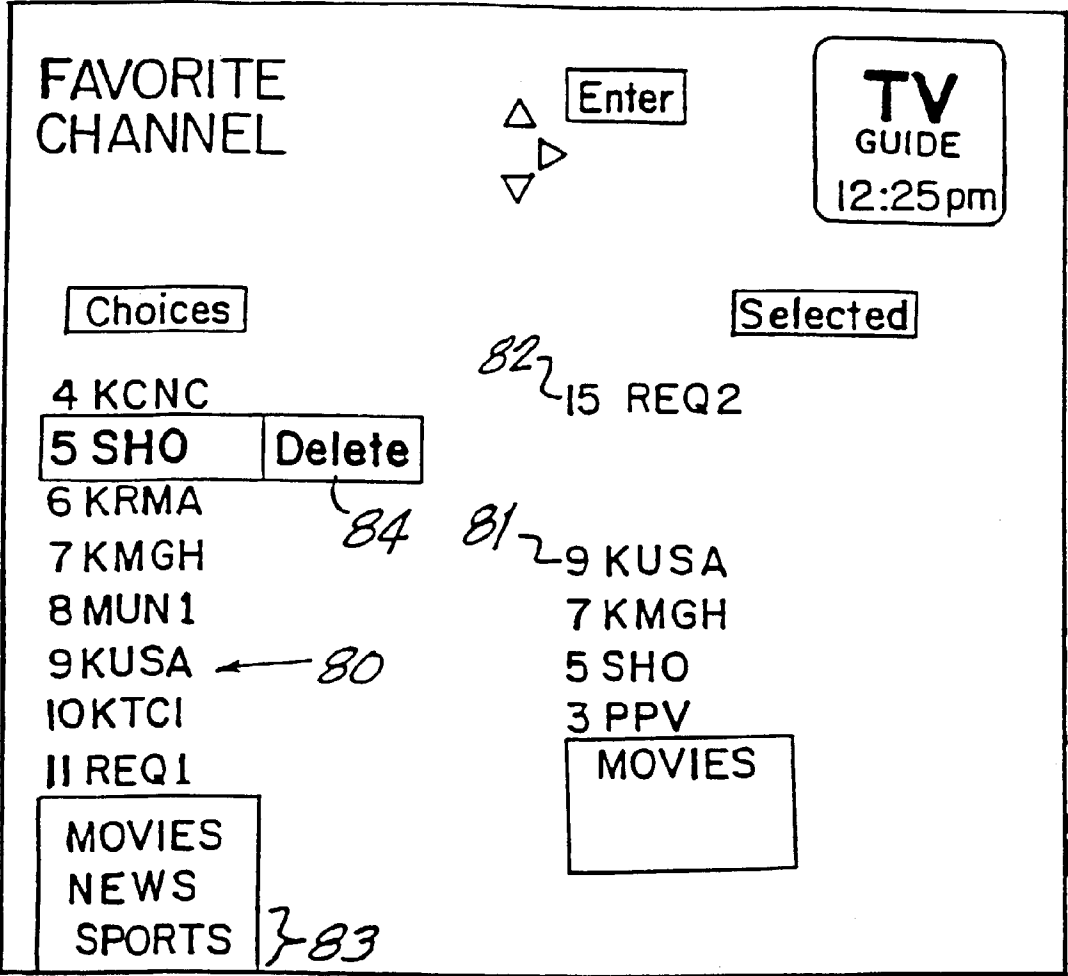 FAVORITE
CHANNEL
Enter
TV
GUIDE
12:25pm
Choices
Selected
82
4 KCNC
15 REQ2
5 SHO Delete
6 KRMA
84
81
7 KMGH
9 KUSA
8 MUN1
7 KMGH
9 KUSA
80
5 SHO
10 KTCI
3 PPV
11 REQ1
MOVIES
MOVIES
NEWS
SPORTS
83